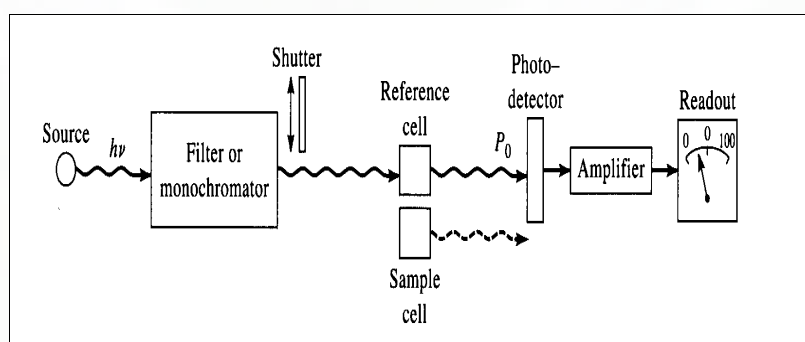 Source
hν
Filter or
monochromator
Shutter
Reference
cell
Sample
cell
P0
Photo–
detector
Amplifier
Readout
0 0 100